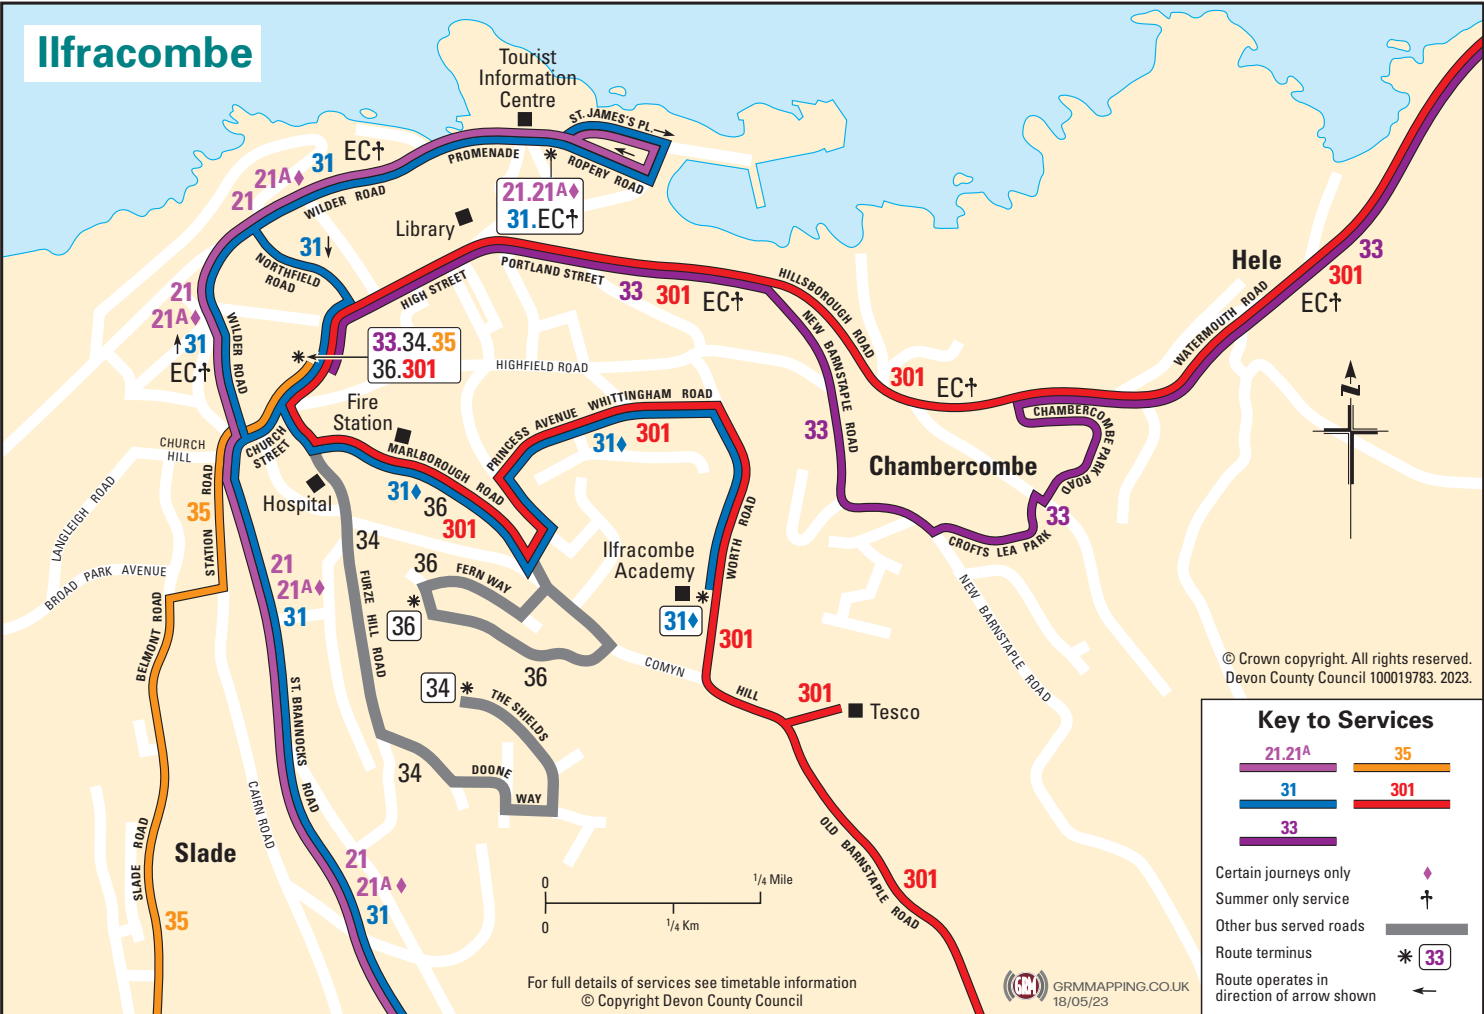 Ilfracombe
Tourist
Information
Centre
ST.JAMES'S PL.
PROMENADE
ROPERY ROAD
EC†
31
21A♦
21
WILDER ROAD
21.21A♦
31.EC†
Library
31↓
NORTHFIELD
ROAD
HIGH STREET
PORTLAND STREET
33
301
EC†
HILLSBOROUGH ROAD
Hele
33
301
EC†
WATERMOUTH ROAD
21
21A♦
↑31
EC†
WILDER ROAD
33.34.35
36.301
HIGHFIELD ROAD
NEW BARNSTAPLE ROAD
301
EC†
CHAMBERCOMBE
PARK
ROAD
33
Chambercombe
33
CROFTS LEA PARK
Fire
Station
PRINCESS AVENUE
WHITTINGHAM ROAD
31♦
301
CHURCH
HILL
CHURCH
STREET
MARLBOROUGH ROAD
31♦
36
301
Hospital
LANGLEIGH ROAD
35
STATION ROAD
BROAD PARK AVENUE
BELMONT ROAD
21
21A♦
31
34
FURZE HILL ROAD
36
FERN WAY
36
36
Ilfracombe
Academy
WORTH ROAD
31♦
301
COMYN
HILL
301
Tesco
NEW BARNSTAPLE ROAD
34
THE SHIELDS
34
DOONE
WAY
ST. BRANNOCKS ROAD
CAIRN ROAD
SLADE ROAD
Slade
35
21
21A♦
31
OLD BARNSTAPLE ROAD
301
N
0
1/4 Mile
0
1/4 Km
For full details of services see timetable information
© Copyright Devon County Council
GRM
GRMMAPPING.CO.UK
18/05/23
© Crown copyright. All rights reserved.
Devon County Council 100019783. 2023.
Key to Services
21.21A
35
31
301
33
Certain journeys only ♦
Summer only service †
Other bus served roads
Route terminus * 33
Route operates in
direction of arrow shown ←